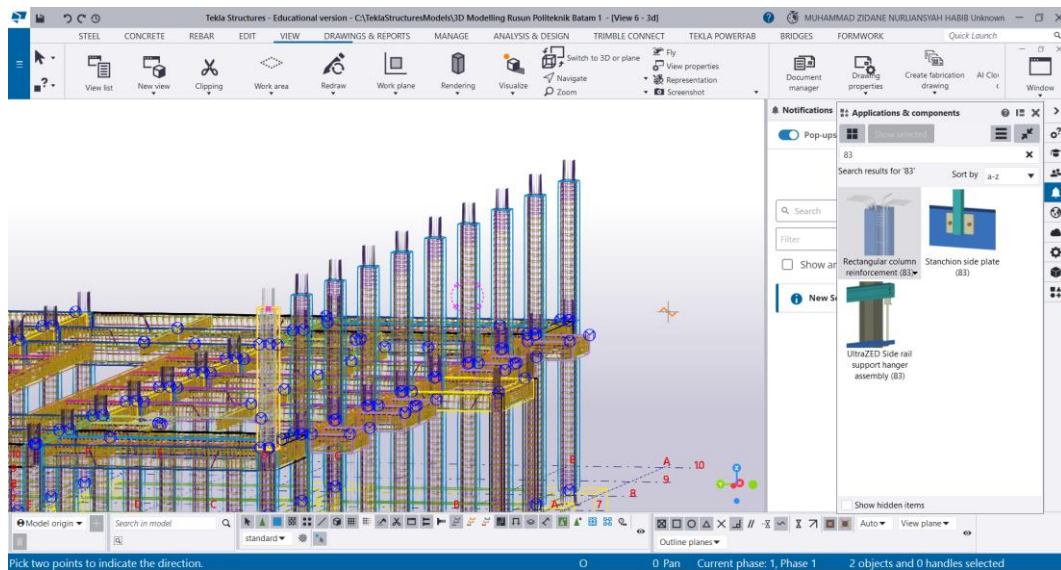 Tekla Structures - Educational version - C:\TeklaStructuresModels\3D Modelling Rusun Politeknik Batam 1 - [View 6 - 3d]
MUHAMMAD ZIDANE NURLIANSYAH HABIB Unknown
STEEL CONCRETE REBAR EDIT VIEW DRAWINGS & REPORTS MANAGE ANALYSIS & DESIGN TRIMBLE CONNECT TEKLA POWERFAB BRIDGES FORMWORK Quick Launch
View list
New view
Clipping
Work area
Redraw
Work plane
Rendering
Visualize
Switch to 3D or plane
Navigate
Zoom
Fly
View properties
Representation
Screenshot
Document
manager
Drawing
properties
Create fabrication
drawing
AI Clo
Window
Notifications
Pop-ups
Search
Filter
Show ar
New S
Applications & components
Show selected
83
Search results for '83'
Sort by a-z
Rectangular column
reinforcement (83)
Stanchion side plate
(83)
UltraZED Side rail
support hanger
assembly (83)
Show hidden items
10
9
8
7
A
B
A
B
10
Model origin
Search in model
standard
Auto
View plane
Outline planes
Pick two points to indicate the direction.
O
0 Pan
Current phase: 1, Phase 1
2 objects and 0 handles selected